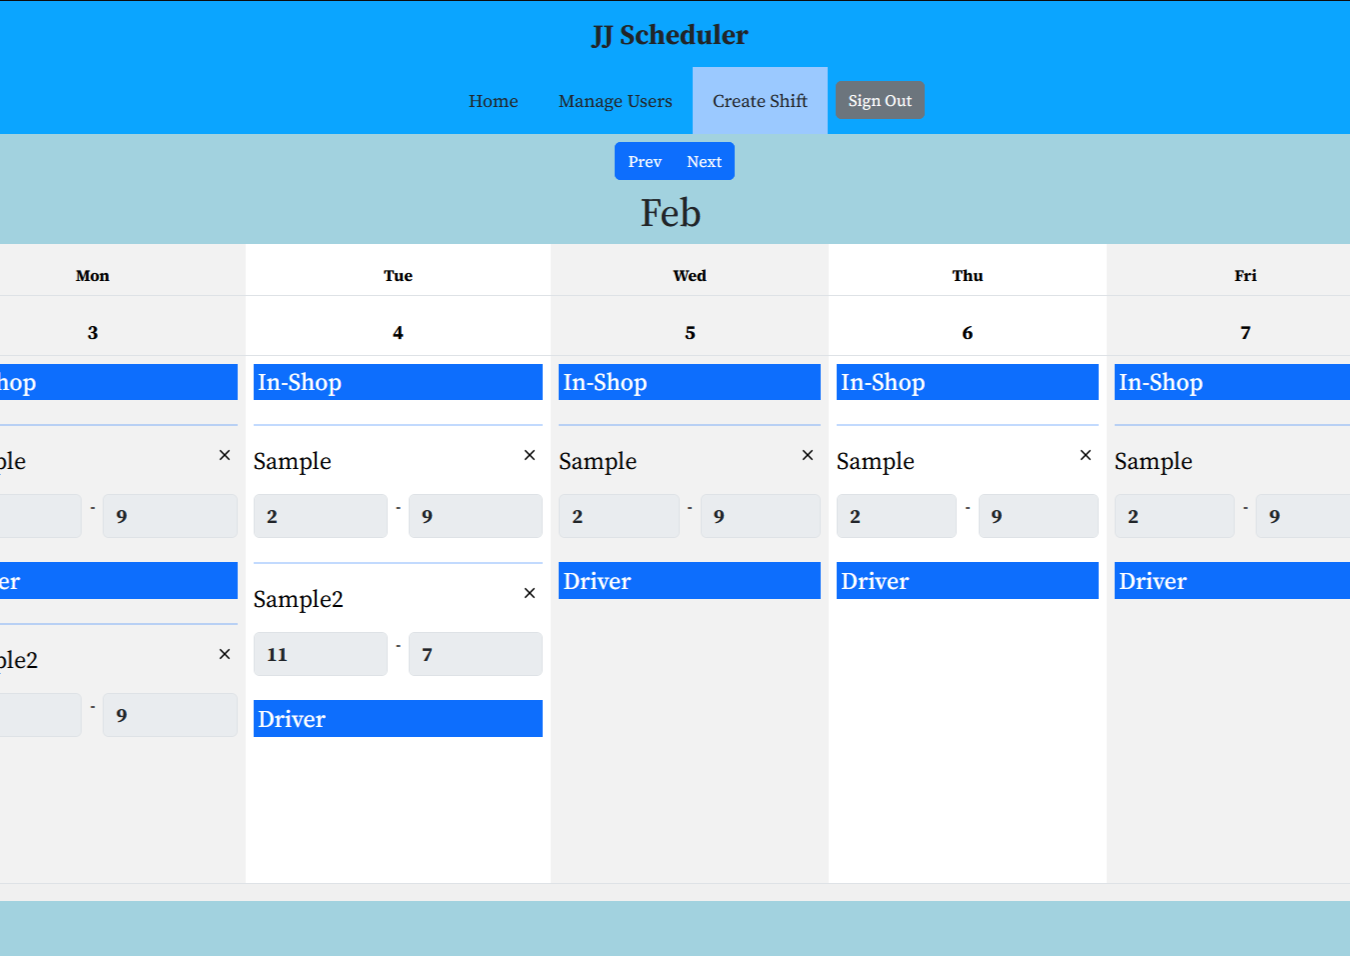 JJ Scheduler
Home Manage Users Create Shift Sign Out
Prev Next
Feb
Mon Tue Wed Thu Fri
3 4 5 6 7
hop In-Shop In-Shop In-Shop In-Shop
ple × Sample × Sample × Sample × Sample
- 9 2 - 9 2 - 9 2 - 9 2 - 9
er Driver Driver Driver
Sample2 ×
ple2 × 11 - 7
- 9 Driver